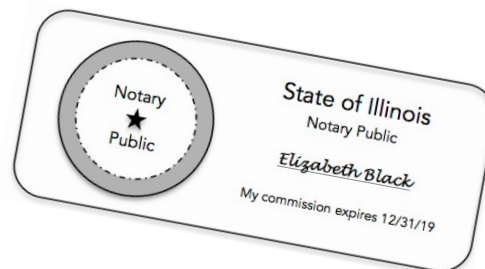 Notary
★
Public
State of Illinois
Notary Public
Elizabeth Black
My commission expires 12/31/19